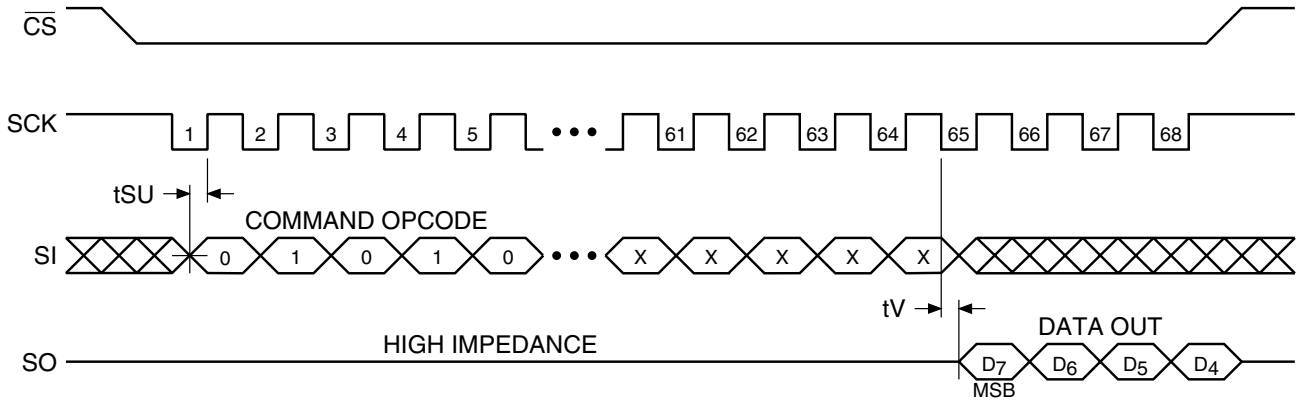 CS
SCK 1 2 3 4 5 ••• 61 62 63 64 65 66 67 68
tSU
COMMAND OPCODE
SI 0 1 0 1 0 ••• X X X X X
tV
DATA OUT
HIGH IMPEDANCE
SO D7 D6 D5 D4
MSB